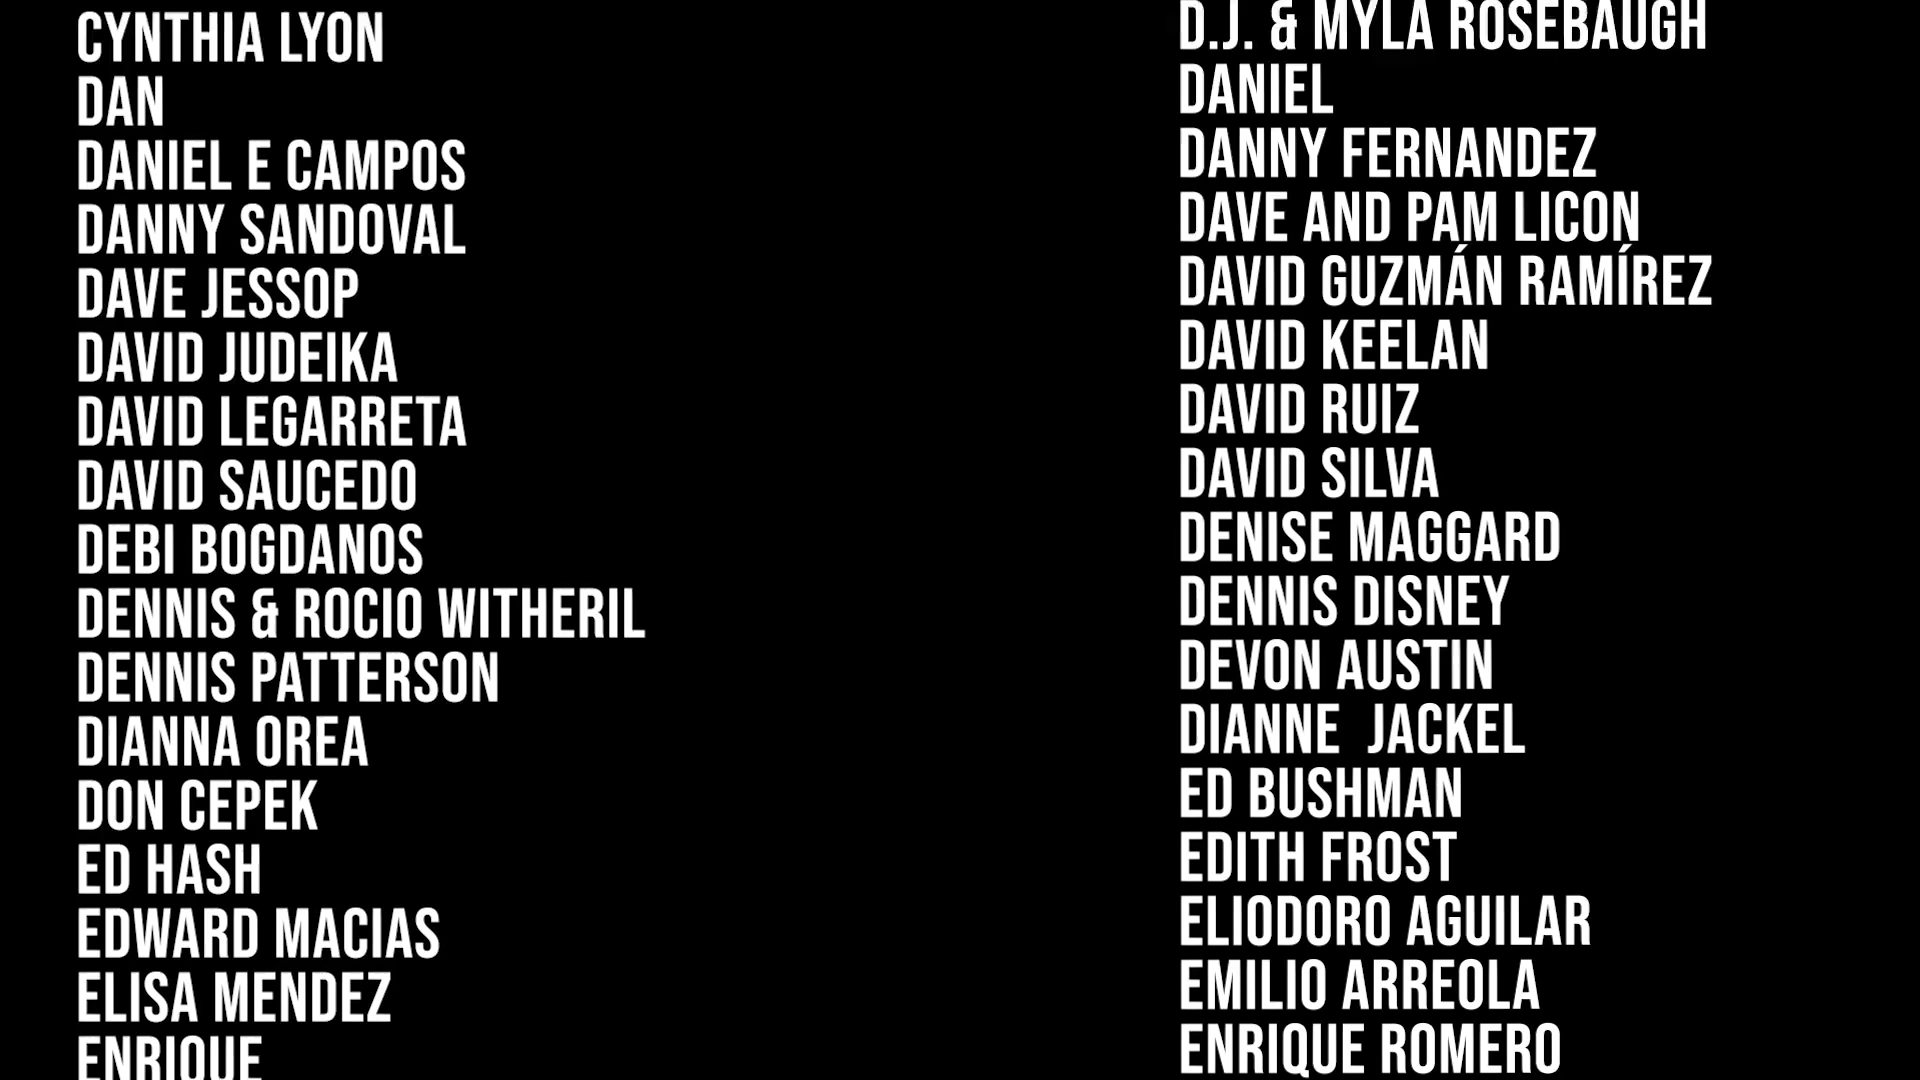 CYNTHIA LYON
DAN
DANIEL E CAMPOS
DANNY SANDOVAL
DAVE JESSOP
DAVID JUDEIKA
DAVID LEGARRETA
DAVID SAUCEDO
DEBI BOGDANOS
DENNIS & ROCIO WITHERIL
DENNIS PATTERSON
DIANNA OREA
DON CEPEK
ED HASH
EDWARD MACIAS
ELISA MENDEZ
ENRIQUE
D.J. & MYLA ROSEBAUGH
DANIEL
DANNY FERNANDEZ
DAVE AND PAM LICON
DAVID GUZMÁN RAMÍREZ
DAVID KEELAN
DAVID RUIZ
DAVID SILVA
DENISE MAGGARD
DENNIS DISNEY
DEVON AUSTIN
DIANNE  JACKEL
ED BUSHMAN
EDITH FROST
ELIODORO AGUILAR
EMILIO ARREOLA
ENRIQUE ROMERO